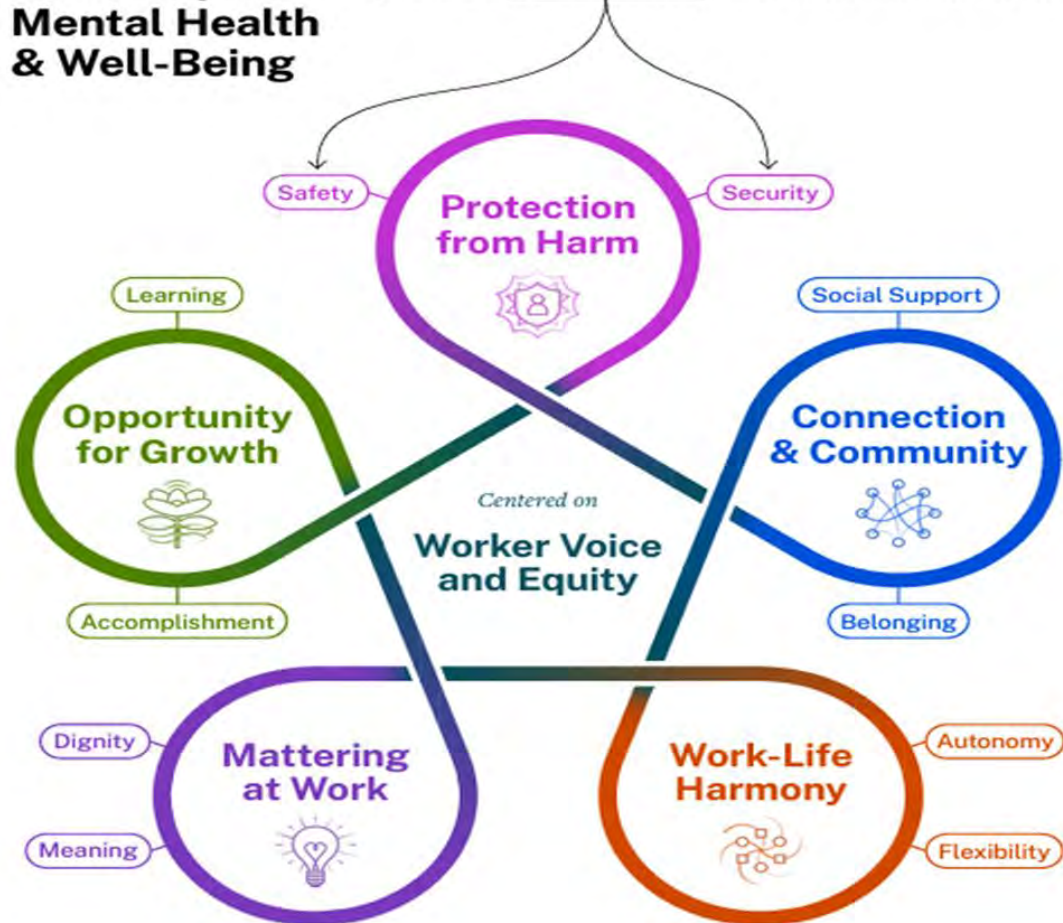 Mental Health
& Well-Being
Safety
Security
Protection
from Harm
Learning
Social Support
Opportunity
for Growth
Connection
& Community
Centered on
Worker Voice
and Equity
Accomplishment
Belonging
Dignity
Autonomy
Mattering
at Work
Work-Life
Harmony
Meaning
Flexibility